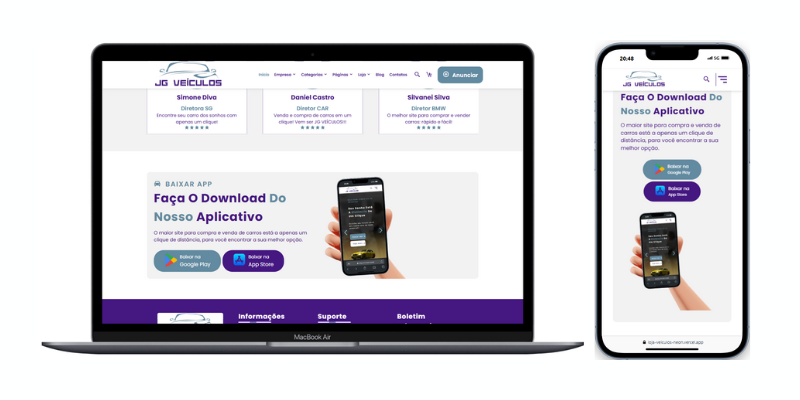 JG VEÍCULOS
Início Empresa Categorias Páginas Loja Blog Contatos Anunciar
Simone Diva
Diretora SG
Encontre seu carro dos sonhos com
apenas um clique!
Daniel Castro
Diretor CAR
Venda e compra de carros em um
clique! Vem ser JG VEÍCULOS!!!
Silvanei Silva
Diretor BMW
O melhor site para comprar e vender
carros rápido e fácil!
BAIXAR APP
Faça O Download Do
Nosso Aplicativo
O maior site para compra e venda de carros está a apenas um
clique de distância, para você encontrar a sua melhor opção.
Baixar na
Google Play
Baixar na
App Store
Informações Suporte Boletim
MacBook Air
20:48 5G
JG VEÍCULOS
Faça O Download Do
Nosso Aplicativo
O maior site para compra e venda de
carros está a apenas um clique de
distância, para você encontrar a sua
melhor opção.
Baixar na
Google Play
Baixar na
App Store